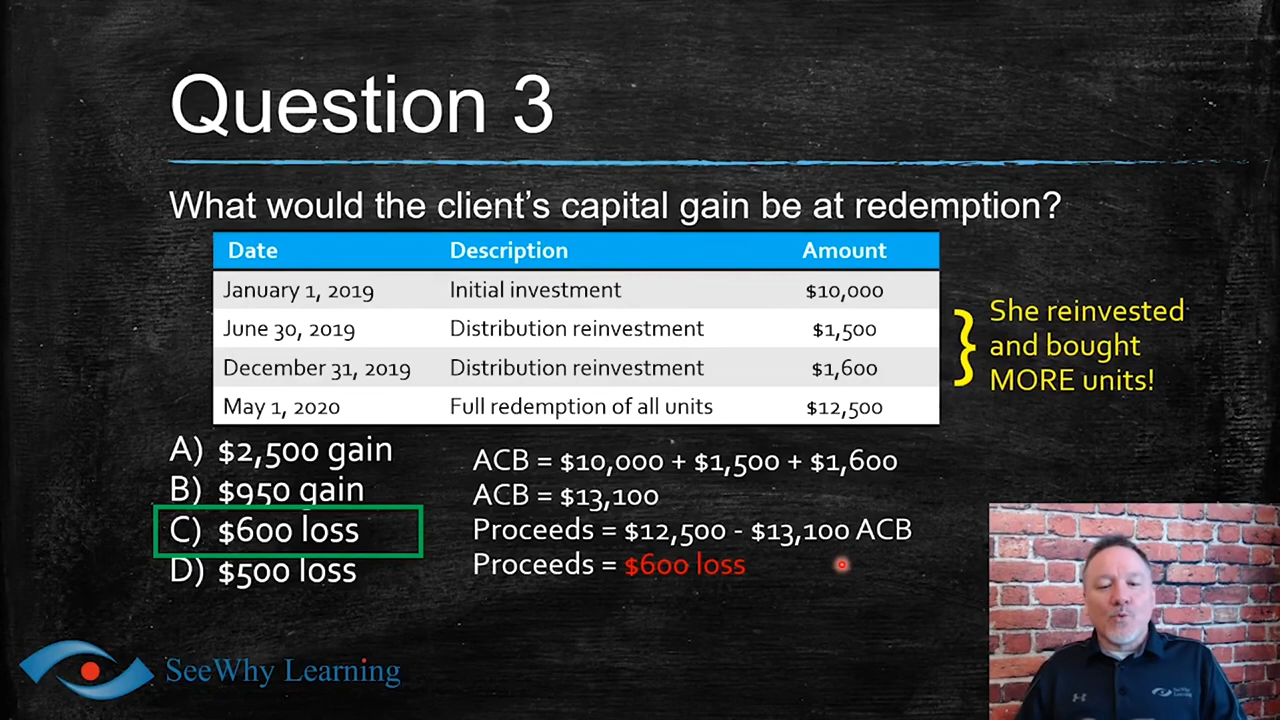 Question 3
What would the client's capital gain be at redemption?
Date Description Amount
January 1, 2019 Initial investment $10,000
June 30, 2019 Distribution reinvestment $1,500
December 31, 2019 Distribution reinvestment $1,600
May 1, 2020 Full redemption of all units $12,500
She reinvested
and bought
MORE units!
A) $2,500 gain
B) $950 gain
C) $600 loss
D) $500 loss
ACB = $10,000 + $1,500 + $1,600
ACB = $13,100
Proceeds = $12,500 - $13,100 ACB
Proceeds = $600 loss
SeeWhy Learning
SeeWhy